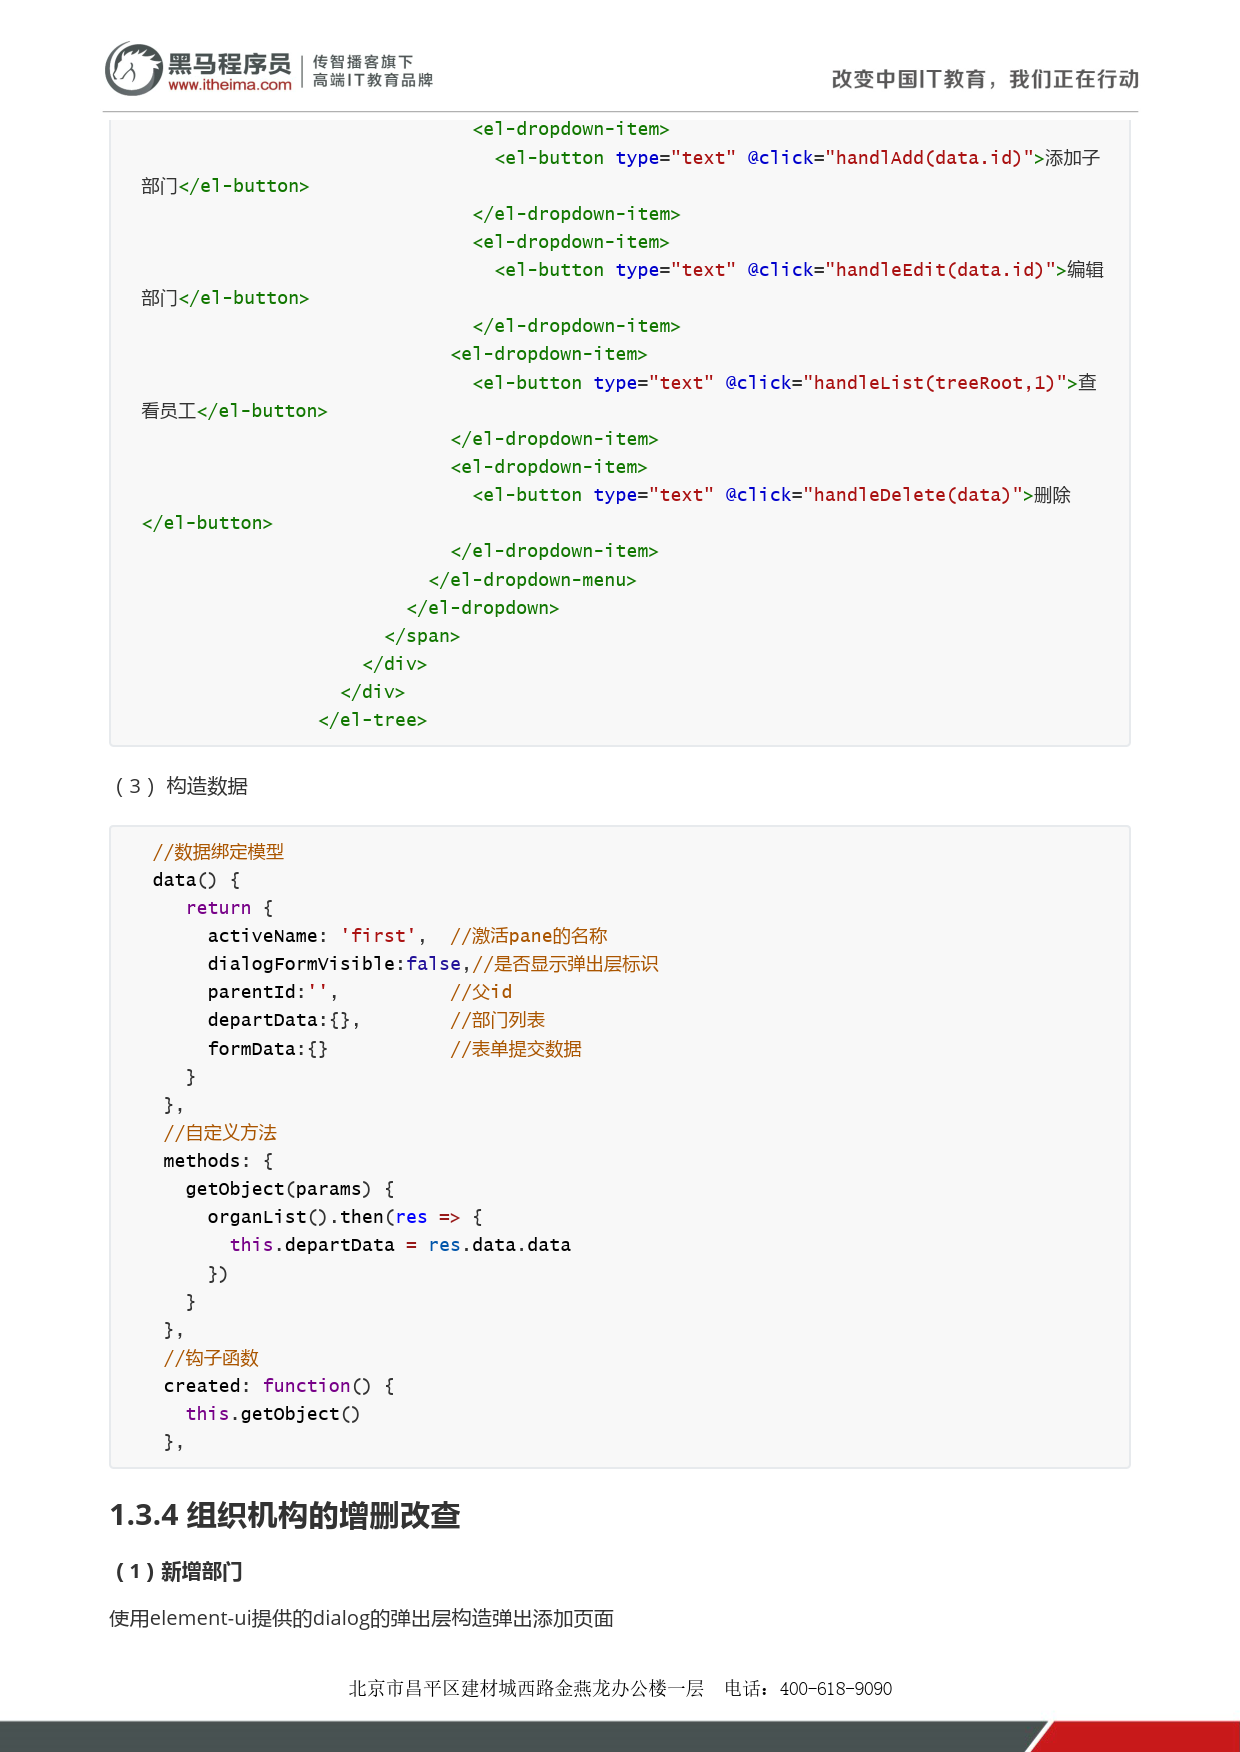 黑马程序员 传智播客旗下
www.itheima.com 高端IT教育品牌
改变中国IT教育，我们正在行动
<el-dropdown-item>
<el-button type="text" @click="handlAdd(data.id)">添加子
部门</el-button>
</el-dropdown-item>
<el-dropdown-item>
<el-button type="text" @click="handleEdit(data.id)">编辑
部门</el-button>
</el-dropdown-item>
<el-dropdown-item>
<el-button type="text" @click="handleList(treeRoot,1)">查
看员工</el-button>
</el-dropdown-item>
<el-dropdown-item>
<el-button type="text" @click="handleDelete(data)">删除
</el-button>
</el-dropdown-item>
</el-dropdown-menu>
</el-dropdown>
</span>
</div>
</div>
</el-tree>
（3） 构造数据
//数据绑定模型
data() {
return {
activeName: 'first',  //激活pane的名称
dialogFormVisible:false,//是否显示弹出层标识
parentId:'',          //父id
departData:{},        //部门列表
formData:{}           //表单提交数据
}
},
//自定义方法
methods: {
getObject(params) {
organList().then(res => {
this.departData = res.data.data
})
}
},
//钩子函数
created: function() {
this.getObject()
},
1.3.4 组织机构的增删改查
（1）新增部门
使用element-ui提供的dialog的弹出层构造弹出添加页面
北京市昌平区建材城西路金燕龙办公楼一层 电话：400-618-9090